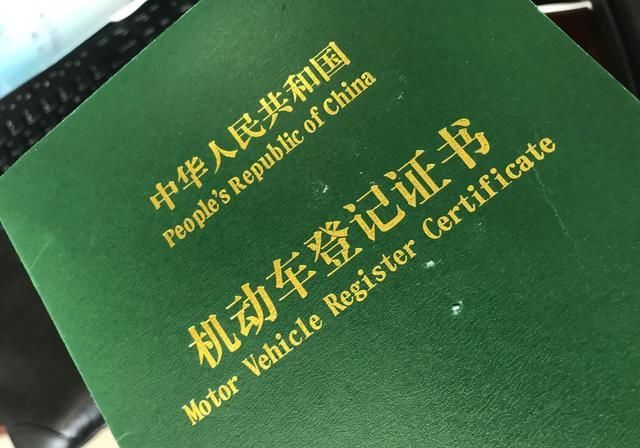 中华人民共和国
People's Republic of China
机动车登记证书
Motor Vehicle Register Certificate